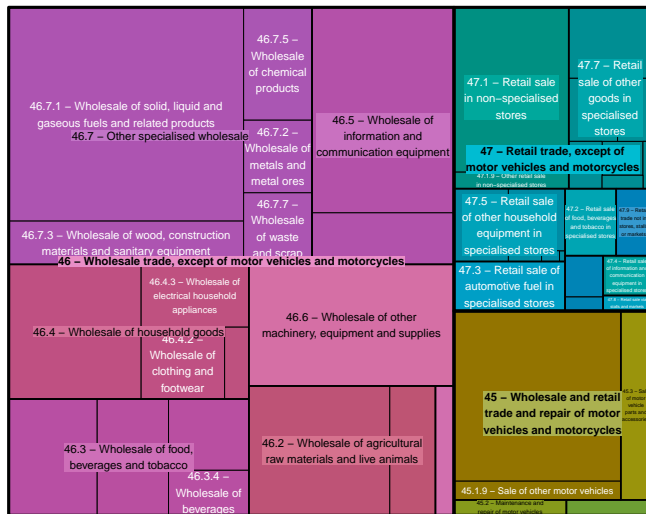 46.7.1 – Wholesale of solid, liquid and
gaseous fuels and related products
46.7 – Other specialised wholesale
46.7.5 –
Wholesale
of chemical
products
46.7.2 –
Wholesale of
metals and
metal ores
46.7.7 –
Wholesale
of waste
and scrap
46.7.3 – Wholesale of wood, construction
materials and sanitary equipment
46.5 – Wholesale of
information and
communication equipment
46 – Wholesale trade, except of motor vehicles and motorcycles
46.4.3 – Wholesale of
electrical household
appliances
46.4 – Wholesale of household goods
46.4.2 –
Wholesale of
clothing and
footwear
46.6 – Wholesale of other
machinery, equipment and supplies
46.3 – Wholesale of food,
beverages and tobacco
46.3.4 –
Wholesale of
beverages
46.2 – Wholesale of agricultural
raw materials and live animals
47.1 – Retail sale
in non–specialised
stores
47.7 – Retail
sale of other
goods in
specialised
stores
47 – Retail trade, except of
motor vehicles and motorcycles
47.1.9 – Other retail sale
in non–specialised stores
47.5 – Retail sale
of other household
equipment in
specialised stores
47.2 – Retail sale
of food, beverages
and tobacco in
specialised stores
47.3 – Retail sale of
automotive fuel in
specialised stores
47.4 – Retail sale
of information and
communication
equipment in
specialised stores
45 – Wholesale and retail
trade and repair of motor
vehicles and motorcycles
45.3 – Sale
of motor
vehicle
parts and
accessories
45.1.9 – Sale of other motor vehicles
45.2 – Maintenance and
repair of motor vehicles